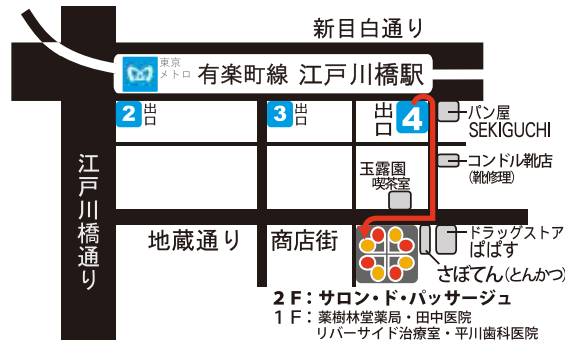 新目白通り
東京
メトロ
有楽町線 江戸川橋駅
2 出口
3 出口
出口 4
パン屋
SEKIGUCHI
コンドル靴店
(靴修理)
玉露園
喫茶室
江戸川橋通り
地蔵通り 商店街
ドラッグストア
ぱぱす
さぼてん(とんかつ)
2F:サロン・ド・パッサージュ
1F:薬樹林堂薬局・田中医院
リバーサイド治療室・平川歯科医院